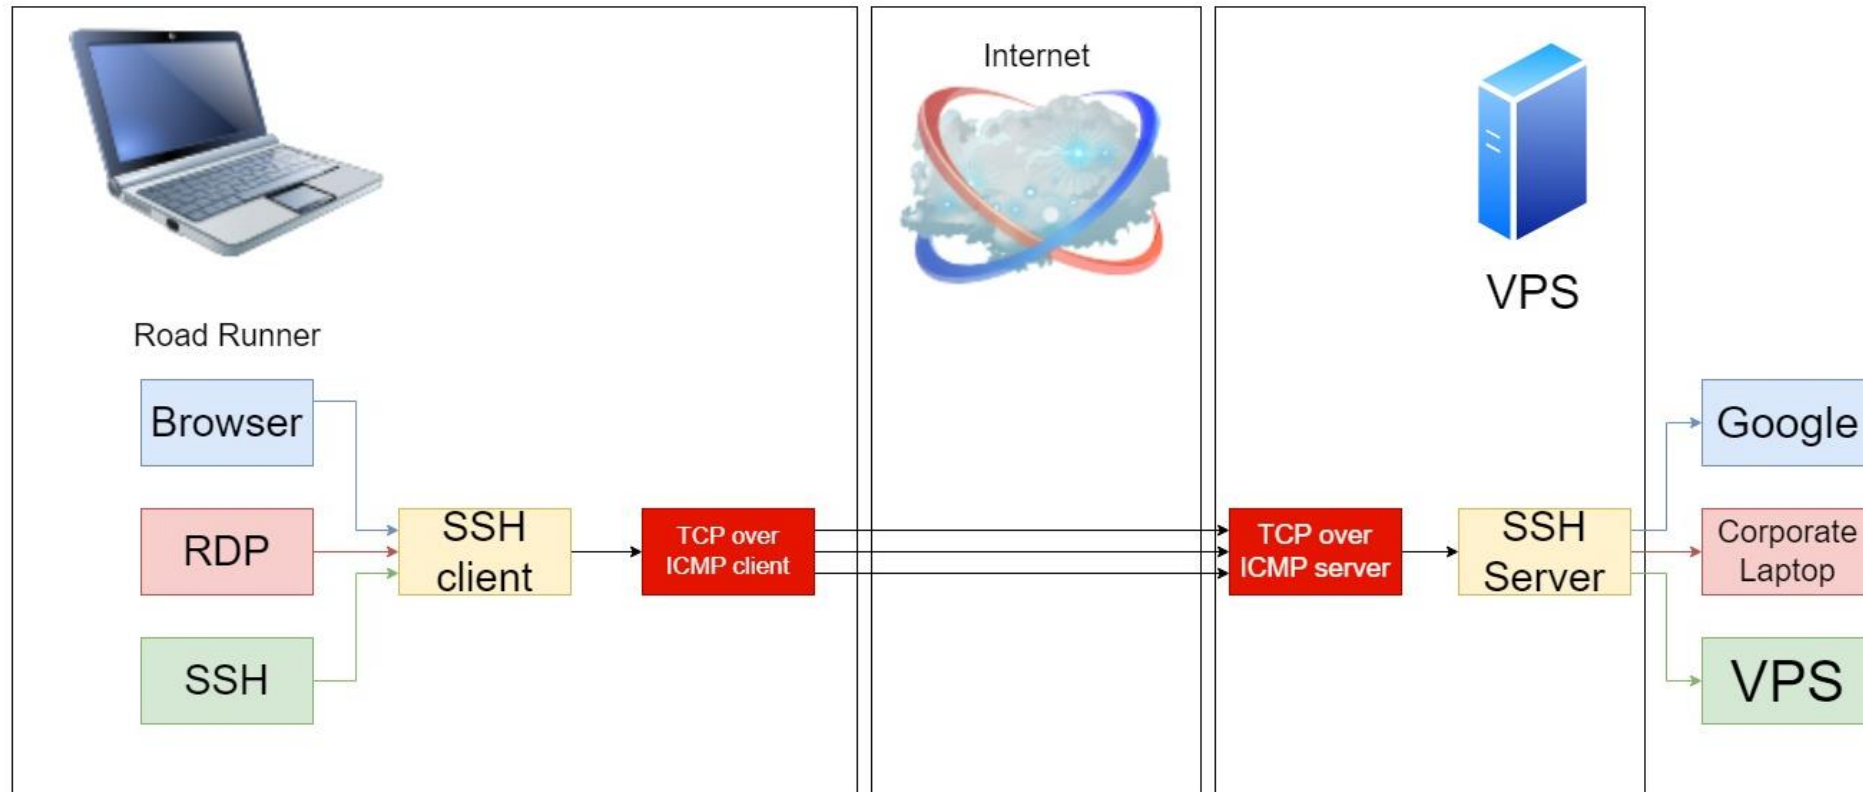 Internet
VPS
Road Runner
Browser
RDP
SSH
SSH
client
TCP over
ICMP client
TCP over
ICMP server
SSH
Server
Google
Corporate
Laptop
VPS